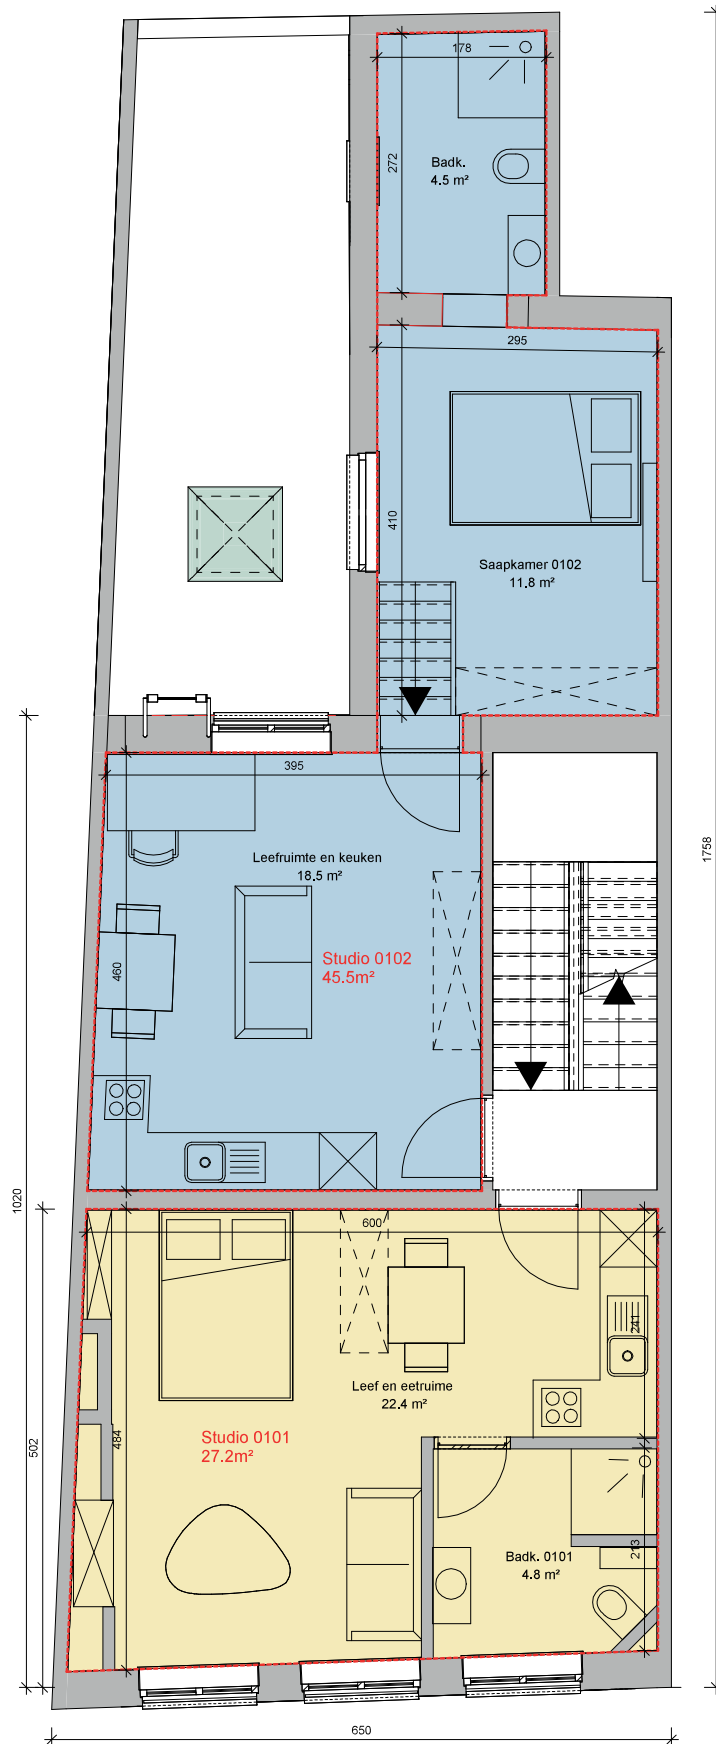 178
272
Badk.
4.5 m²
295
410
Saapkamer 0102
11.8 m²
395
Leefruimte en keuken
18.5 m²
1758
460
Studio 0102
45.5m²
1020
600
241
Leef en eetruime
22.4 m²
502
484
Studio 0101
27.2m²
213
Badk. 0101
4.8 m²
650